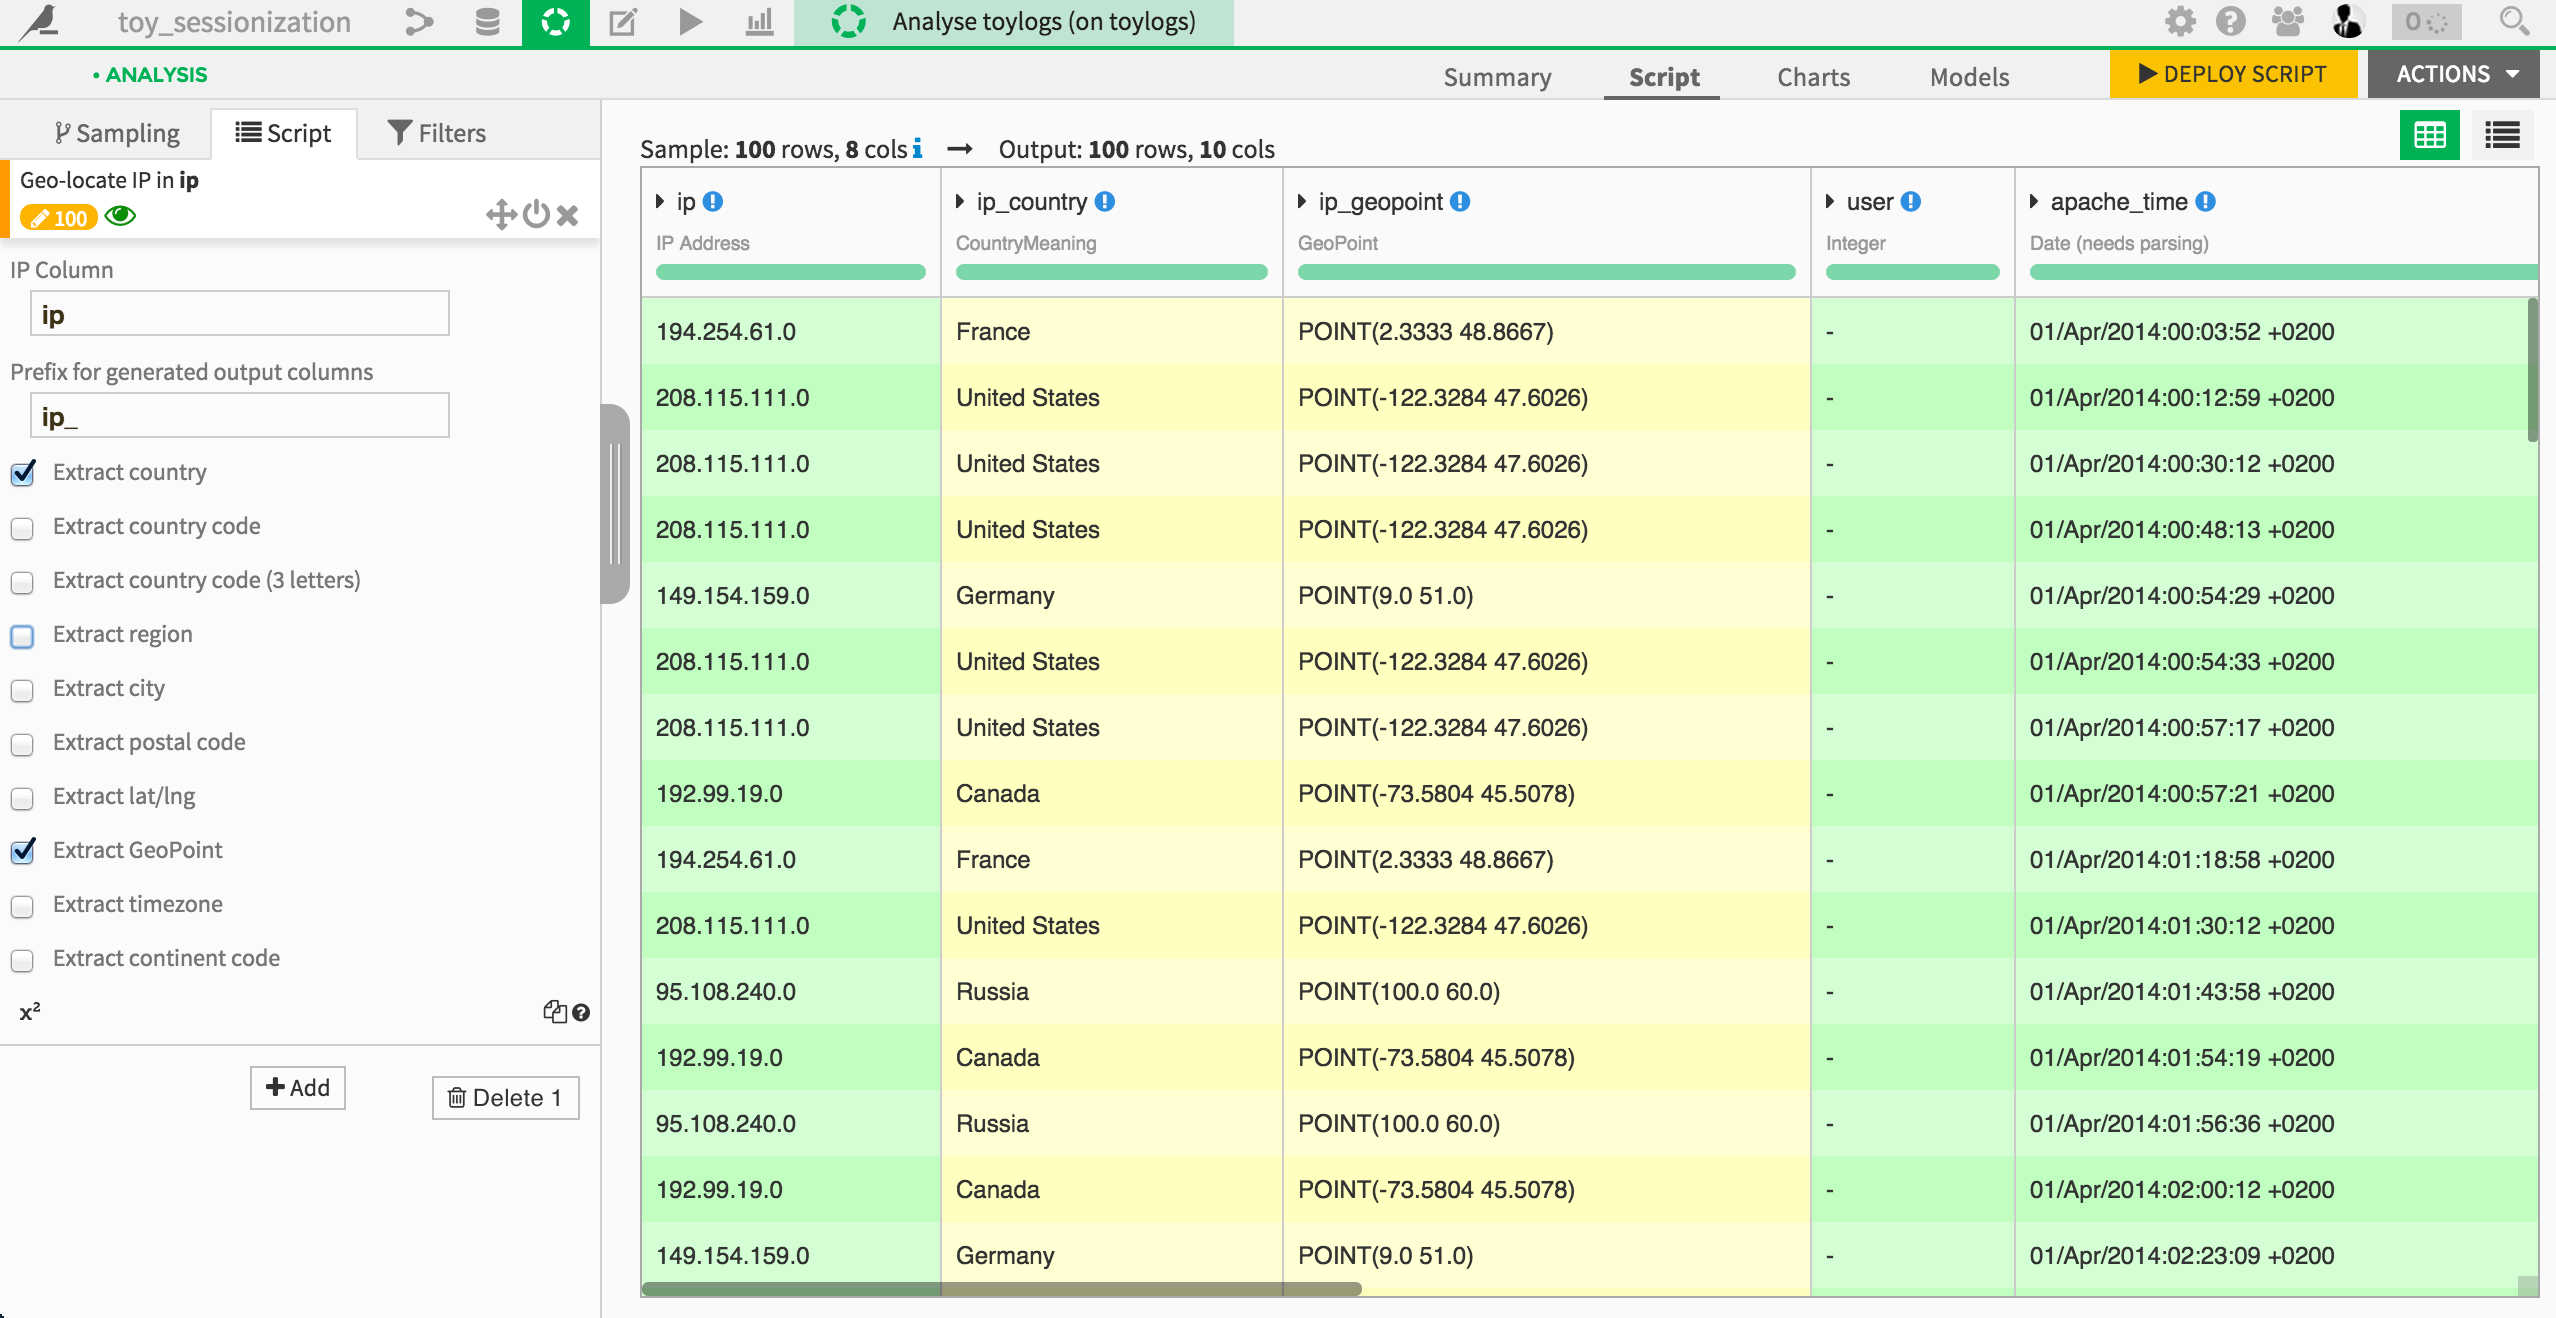 toy_sessionization
Analyse toylogs (on toylogs)
0
• ANALYSIS
Summary Script Charts Models
DEPLOY SCRIPT
ACTIONS
Sampling Script Filters
Geo-locate IP in ip
100
IP Column
ip
Prefix for generated output columns
ip_
Extract country
Extract country code
Extract country code (3 letters)
Extract region
Extract city
Extract postal code
Extract lat/lng
Extract GeoPoint
Extract timezone
Extract continent code
x²
Add
Delete 1
Sample: 100 rows, 8 cols i → Output: 100 rows, 10 cols
ip ip_country ip_geopoint user apache_time
IP Address CountryMeaning GeoPoint Integer Date (needs parsing)
194.254.61.0 France POINT(2.3333 48.8667) - 01/Apr/2014:00:03:52 +0200
208.115.111.0 United States POINT(-122.3284 47.6026) - 01/Apr/2014:00:12:59 +0200
208.115.111.0 United States POINT(-122.3284 47.6026) - 01/Apr/2014:00:30:12 +0200
208.115.111.0 United States POINT(-122.3284 47.6026) - 01/Apr/2014:00:48:13 +0200
149.154.159.0 Germany POINT(9.0 51.0) - 01/Apr/2014:00:54:29 +0200
208.115.111.0 United States POINT(-122.3284 47.6026) - 01/Apr/2014:00:54:33 +0200
208.115.111.0 United States POINT(-122.3284 47.6026) - 01/Apr/2014:00:57:17 +0200
192.99.19.0 Canada POINT(-73.5804 45.5078) - 01/Apr/2014:00:57:21 +0200
194.254.61.0 France POINT(2.3333 48.8667) - 01/Apr/2014:01:18:58 +0200
208.115.111.0 United States POINT(-122.3284 47.6026) - 01/Apr/2014:01:30:12 +0200
95.108.240.0 Russia POINT(100.0 60.0) - 01/Apr/2014:01:43:58 +0200
192.99.19.0 Canada POINT(-73.5804 45.5078) - 01/Apr/2014:01:54:19 +0200
95.108.240.0 Russia POINT(100.0 60.0) - 01/Apr/2014:01:56:36 +0200
192.99.19.0 Canada POINT(-73.5804 45.5078) - 01/Apr/2014:02:00:12 +0200
149.154.159.0 Germany POINT(9.0 51.0) - 01/Apr/2014:02:23:09 +0200